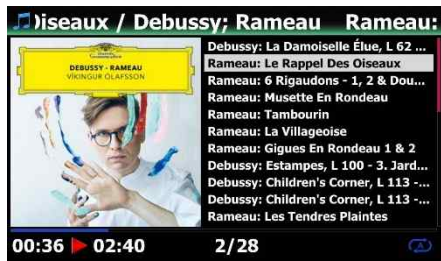 Oiseaux / Debussy; Rameau Rameau:
DEBUSSY · RAMEAU
VÍKINGUR ÓLAFSSON
Debussy: La Damoiselle Élue, L 62 ...
Rameau: Le Rappel Des Oiseaux
Rameau: 6 Rigaudons - 1, 2 & Dou...
Rameau: Musette En Rondeau
Rameau: Tambourin
Rameau: La Villageoise
Rameau: Gigues En Rondeau 1 & 2
Debussy: Estampes, L 100 - 3. Jard...
Debussy: Children's Corner, L 113 -...
Debussy: Children's Corner, L 113 -...
Rameau: Les Tendres Plaintes
00:36 02:40 2/28